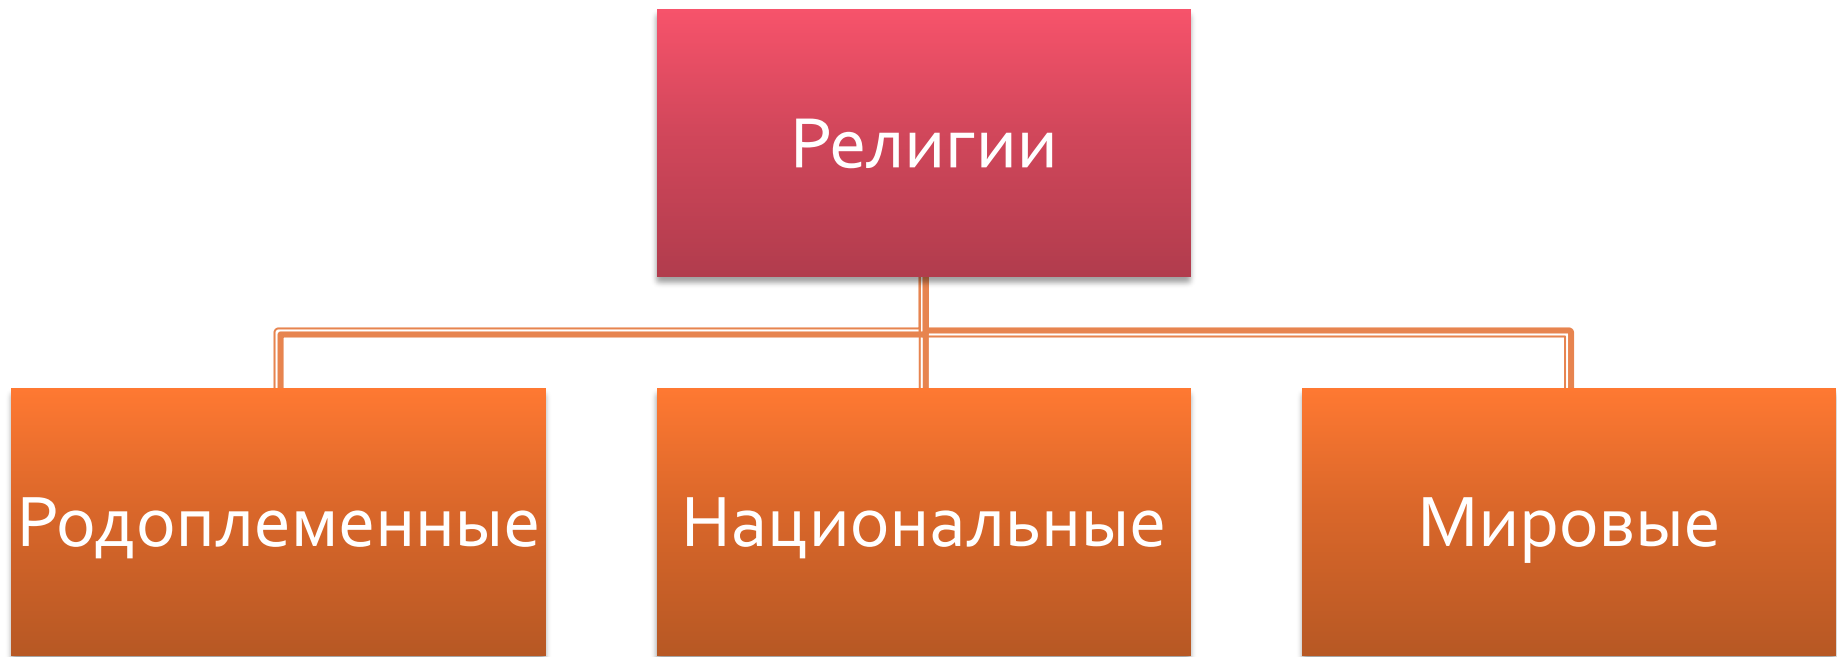 Религии
Родоплеменные
Национальные
Мировые